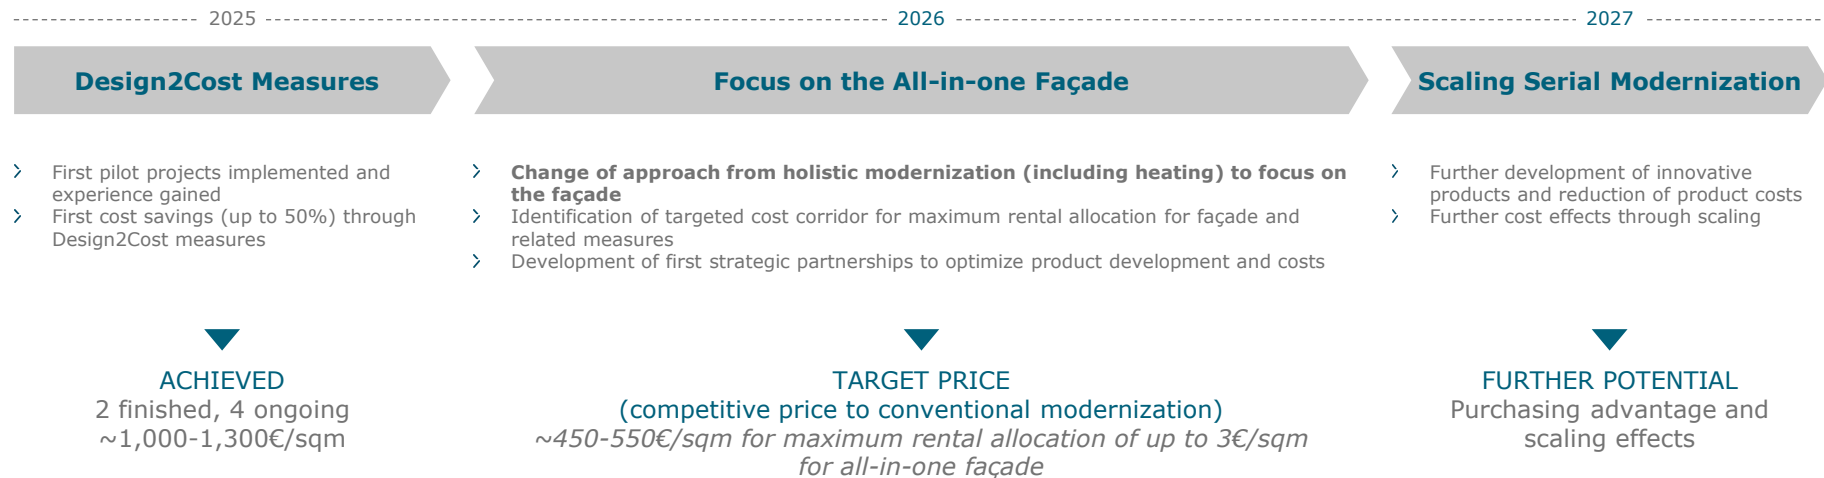 2025
2026
2027
Design2Cost Measures
Focus on the All-in-one Façade
Scaling Serial Modernization
First pilot projects implemented and
experience gained
First cost savings (up to 50%) through
Design2Cost measures
Change of approach from holistic modernization (including heating) to focus on
the façade
Identification of targeted cost corridor for maximum rental allocation for façade and
related measures
Development of first strategic partnerships to optimize product development and costs
Further development of innovative
products and reduction of product costs
Further cost effects through scaling
ACHIEVED
2 finished, 4 ongoing
~1,000-1,300€/sqm
TARGET PRICE
(competitive price to conventional modernization)
~450-550€/sqm for maximum rental allocation of up to 3€/sqm
for all-in-one façade
FURTHER POTENTIAL
Purchasing advantage and
scaling effects